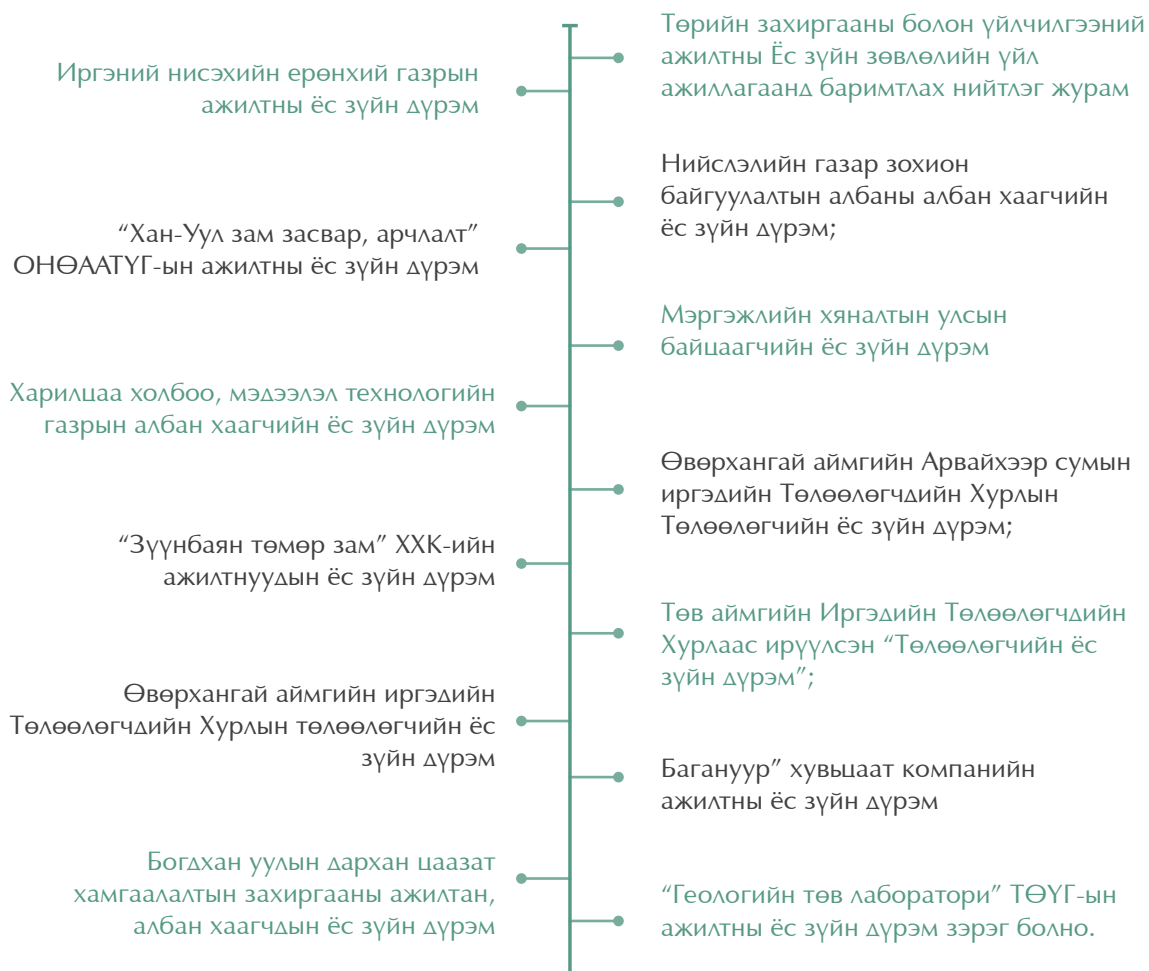 Төрийн захиргааны болон үйлчилгээний
ажилтны Ёс зүйн зөвлөлийн үйл
ажиллагаанд баримтлах нийтлэг журам
Иргэний нисэхийн ерөнхий газрын
ажилтны ёс зүйн дүрэм
Нийслэлийн газар зохион
байгуулалтын албаны албан хаагчийн
ёс зүйн дүрэм;
“Хан-Уул зам засвар, арчлалт”
ОНӨААТҮГ-ын ажилтны ёс зүйн дүрэм
Мэргэжлийн хяналтын улсын
байцаагчийн ёс зүйн дүрэм
Харилцаа холбоо, мэдээлэл технологийн
газрын албан хаагчийн ёс зүйн дүрэм
Өвөрхангай аймгийн Арвайхээр сумын
иргэдийн Төлөөлөгчдийн Хурлын
Төлөөлөгчийн ёс зүйн дүрэм;
“Зүүнбаян төмөр зам” ХХК-ийн
ажилтнуудын ёс зүйн дүрэм
Төв аймгийн Иргэдийн Төлөөлөгчдийн
Хурлаас ирүүлсэн “Төлөөлөгчийн ёс
зүйн дүрэм”;
Өвөрхангай аймгийн иргэдийн
Төлөөлөгчдийн Хурлын төлөөлөгчийн ёс
зүйн дүрэм
Багануур” хувьцаат компанийн
ажилтны ёс зүйн дүрэм
Богдхан уулын дархан цаазат
хамгаалалтын захиргааны ажилтан,
албан хаагчдын ёс зүйн дүрэм
“Геологийн төв лаборатори” ТӨҮГ-ын
ажилтны ёс зүйн дүрэм зэрэг болно.